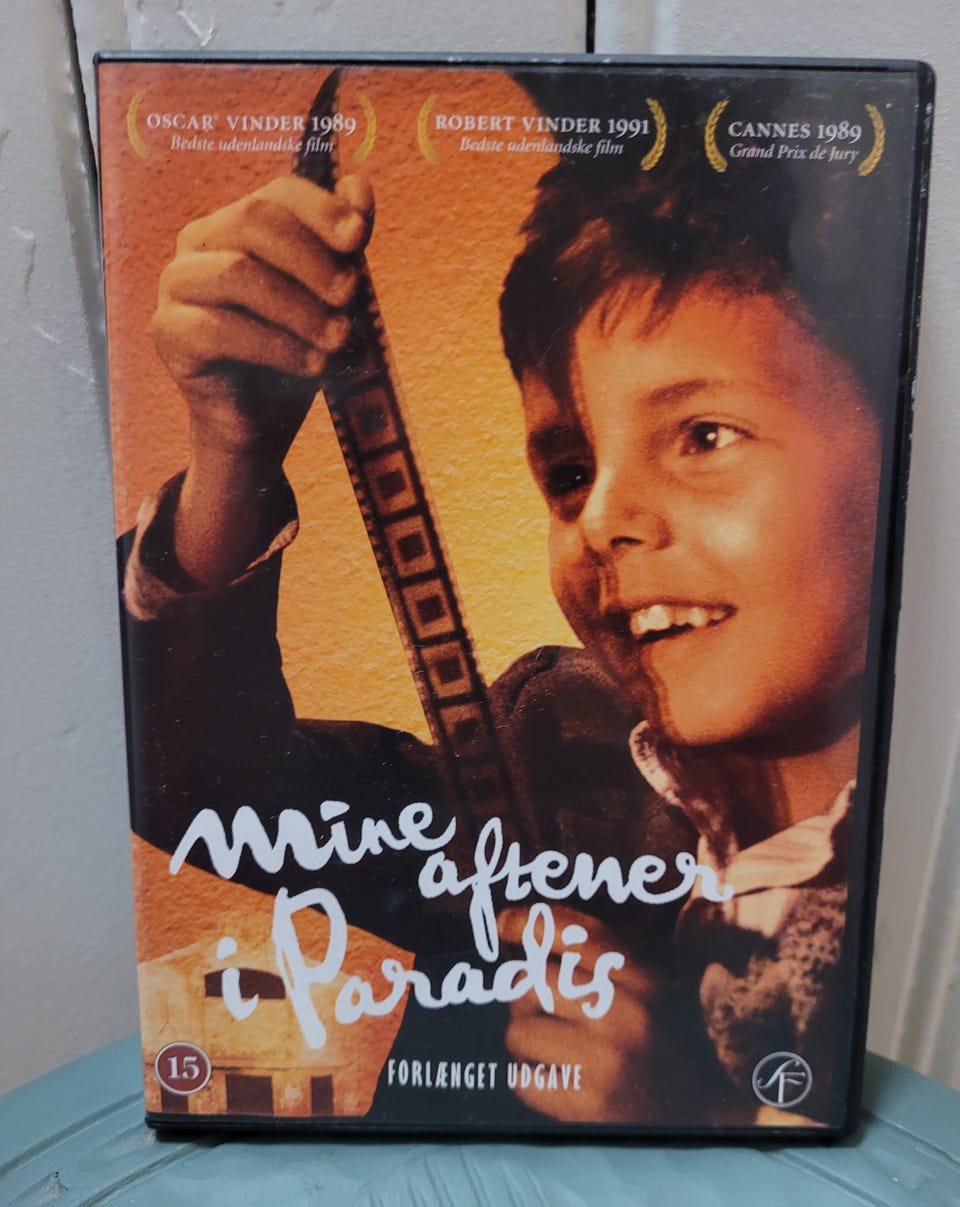 OSCAR® VINDER 1989
Bedste udenlandske film
ROBERT VINDER 1991
Bedste udenlandske film
CANNES 1989
Grand Prix de Jury
mine
aftener
i Paradis
15
FORLÆNGET UDGAVE
SF